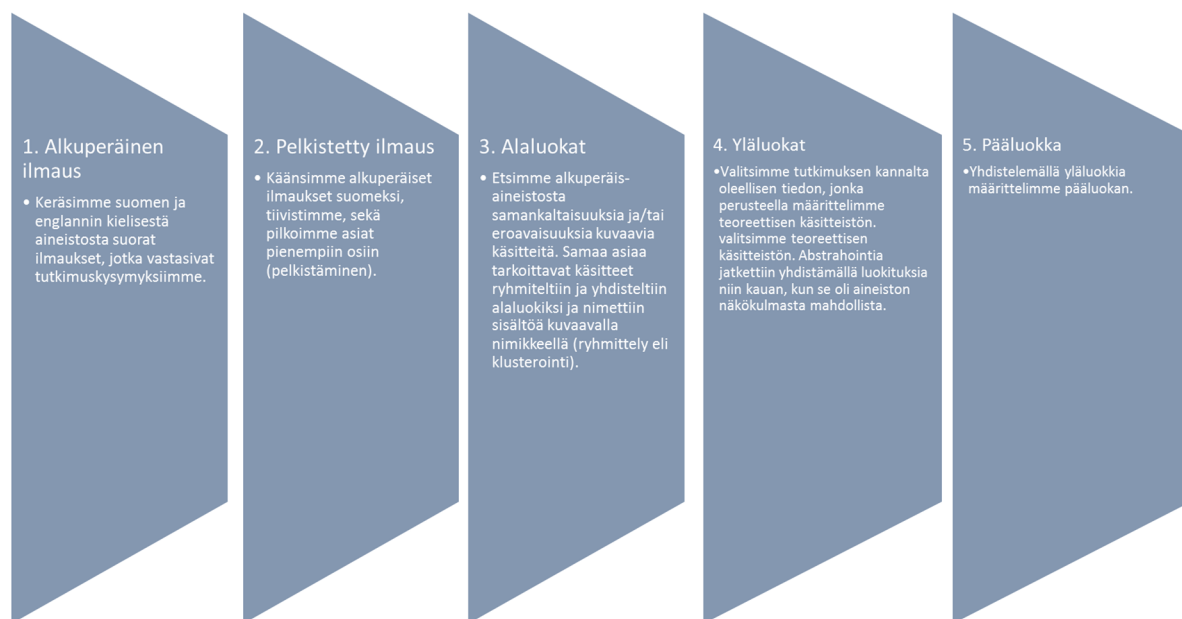 1. Alkuperäinen
ilmaus
• Keräsimme suomen ja
englannin kielisestä
aineistosta suorat
ilmaukset, jotka vastasivat
tutkimuskysymyksiimme.
2. Pelkistetty ilmaus
• Käänsimme alkuperäiset
ilmaukset suomeksi,
tiivistimme, sekä
pilkoimme asiat
pienempiin osiin
(pelkistäminen).
3. Alaluokat
• Etsimme alkuperäis-
aineistosta
samankaltaisuuksia ja/tai
eroavaisuuksia kuvaavia
käsitteitä. Samaa asiaa
tarkoittavat käsitteet
ryhmiteltiin ja yhdisteltiin
alaluokiksi ja nimettiin
sisältöä kuvaavalla
nimikkeellä (ryhmittely eli
klusterointi).
4. Yläluokat
•Valitsimme tutkimuksen kannalta
oleellisen tiedon, jonka
perusteella määrittelimme
teoreettisen käsitteistön.
valitsimme teoreettisen
käsitteistön. Abstrahointia
jatkettiin yhdistämällä luokituksia
niin kauan, kun se oli aineiston
näkökulmasta mahdollista.
5. Pääluokka
•Yhdistelemällä yläluokkia
määrittelimme pääluokan.